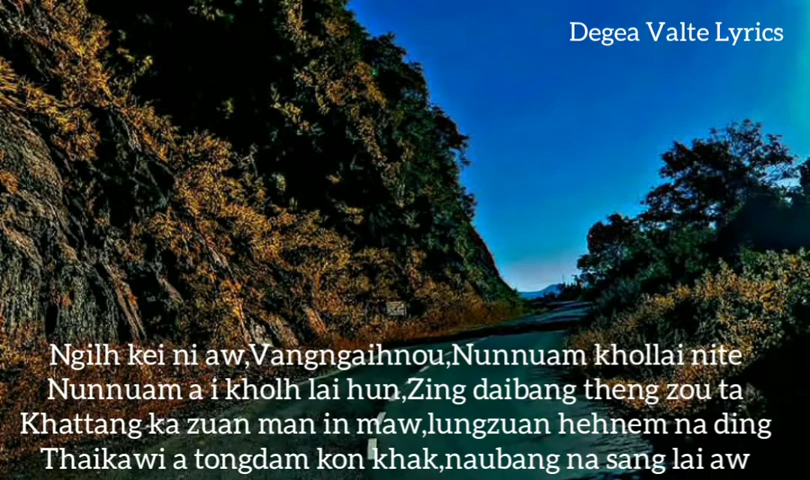 Degea Valte Lyrics
Ngilh kei ni aw,Vangngaihnou,Nunnuam khollai nite
Nunnuam a i kholh lai hun,Zing daibang theng zou ta
Khattang ka zuan man in maw,lungzuan hehnem na ding
Thaikawi a tongdam kon khak,naubang na sang lai aw